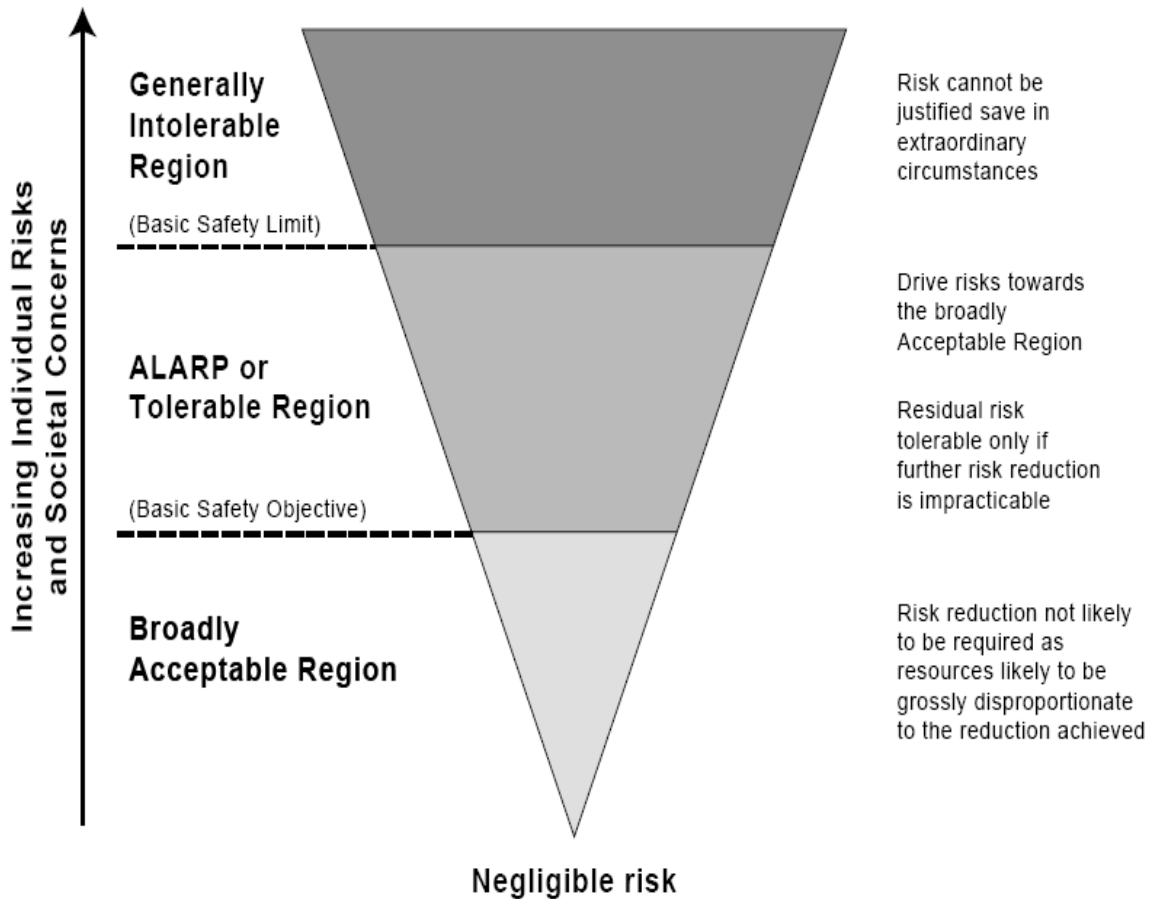 Increasing Individual Risks
and Societal Concerns
Generally
Intolerable
Region
(Basic Safety Limit)
ALARP or
Tolerable Region
(Basic Safety Objective)
Broadly
Acceptable Region
Risk cannot be
justified save in
extraordinary
circumstances
Drive risks towards
the broadly
Acceptable Region
Residual risk
tolerable only if
further risk reduction
is impracticable
Risk reduction not likely
to be required as
resources likely to be
grossly disproportionate
to the reduction achieved
Negligible risk